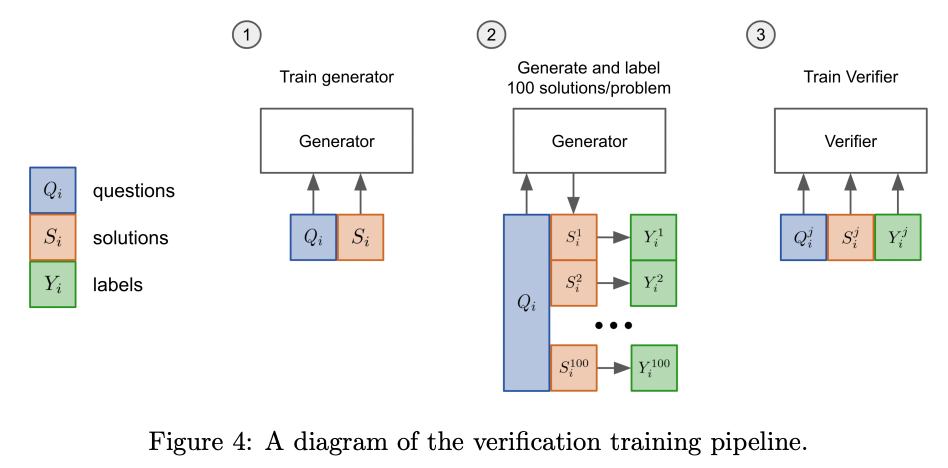 1
2
3
Train generator
Generate and label
100 solutions/problem
Train Verifier
Generator
Generator
Verifier
Q_i questions
S_i solutions
Y_i labels
Q_i S_i
Q_i
S_i^1 Y_i^1
S_i^2 Y_i^2
•••
S_i^100 Y_i^100
Q_i^j S_i^j Y_i^j
Figure 4: A diagram of the verification training pipeline.